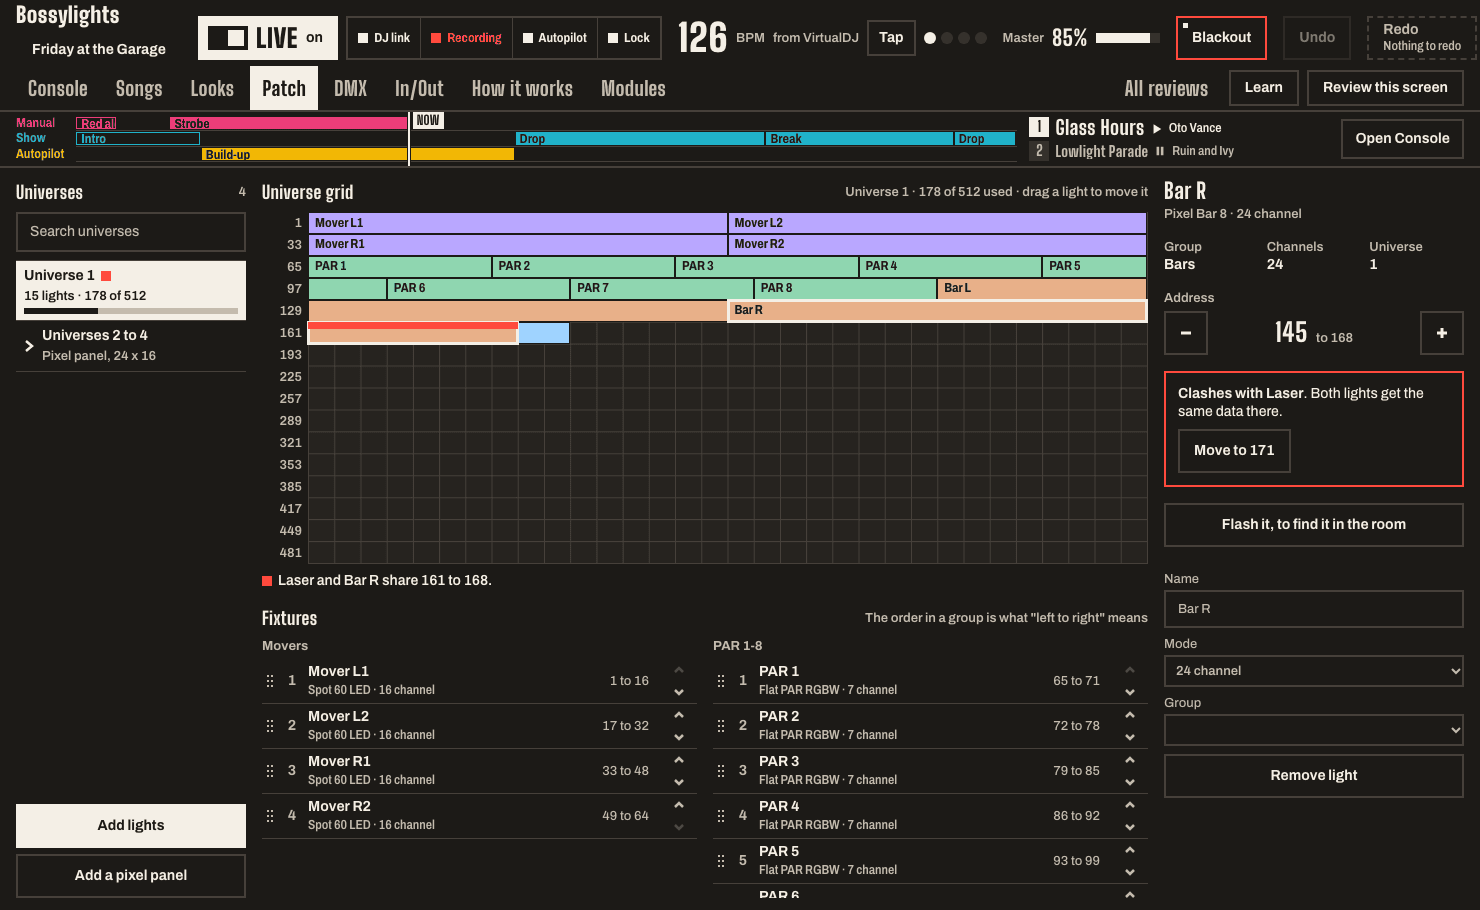 Bossylights
Friday at the Garage
LIVE on
DJ link
Recording
Autopilot
Lock
126 BPM from VirtualDJ
Tap
Master 85%
Blackout
Undo
Redo
Nothing to redo
Console
Songs
Looks
Patch
DMX
In/Out
How it works
Modules
All reviews
Learn
Review this screen
Manual
Red al
Strobe
NOW
Show
Intro
Drop
Break
Drop
Autopilot
Build-up
1 Glass Hours Oto Vance
2 Lowlight Parade Ruin and Ivy
Open Console
Universes 4
Search universes
Universe 1
15 lights · 178 of 512
Universes 2 to 4
Pixel panel, 24 x 16
Add lights
Add a pixel panel
Universe grid
Universe 1 · 178 of 512 used · drag a light to move it
1 Mover L1 Mover L2
33 Mover R1 Mover R2
65 PAR 1 PAR 2 PAR 3 PAR 4 PAR 5
97 PAR 6 PAR 7 PAR 8 Bar L
129 Bar R
161
193
225
257
289
321
353
385
417
449
481
Laser and Bar R share 161 to 168.
Fixtures
The order in a group is what "left to right" means
Movers
1 Mover L1 1 to 16
Spot 60 LED · 16 channel
2 Mover L2 17 to 32
Spot 60 LED · 16 channel
3 Mover R1 33 to 48
Spot 60 LED · 16 channel
4 Mover R2 49 to 64
Spot 60 LED · 16 channel
PAR 1-8
1 PAR 1 65 to 71
Flat PAR RGBW · 7 channel
2 PAR 2 72 to 78
Flat PAR RGBW · 7 channel
3 PAR 3 79 to 85
Flat PAR RGBW · 7 channel
4 PAR 4 86 to 92
Flat PAR RGBW · 7 channel
5 PAR 5 93 to 99
Flat PAR RGBW · 7 channel
PAR 6
Bar R
Pixel Bar 8 · 24 channel
Group Channels Universe
Bars 24 1
Address
− 145 to 168 +
Clashes with Laser. Both lights get the
same data there.
Move to 171
Flash it, to find it in the room
Name
Bar R
Mode
24 channel
Group
Remove light